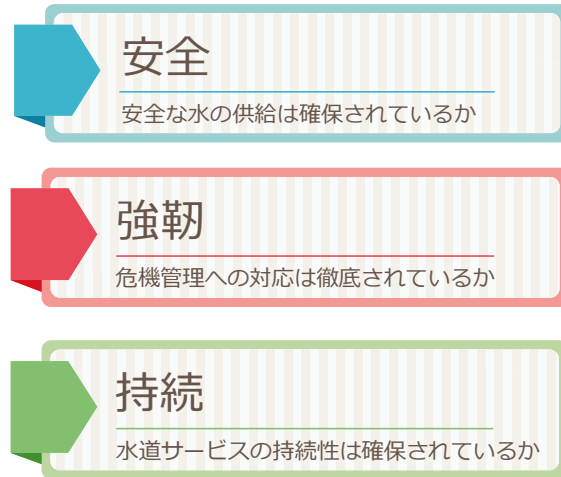 安全
安全な水の供給は確保されているか
強靭
危機管理への対応は徹底されているか
持続
水道サービスの持続性は確保されているか